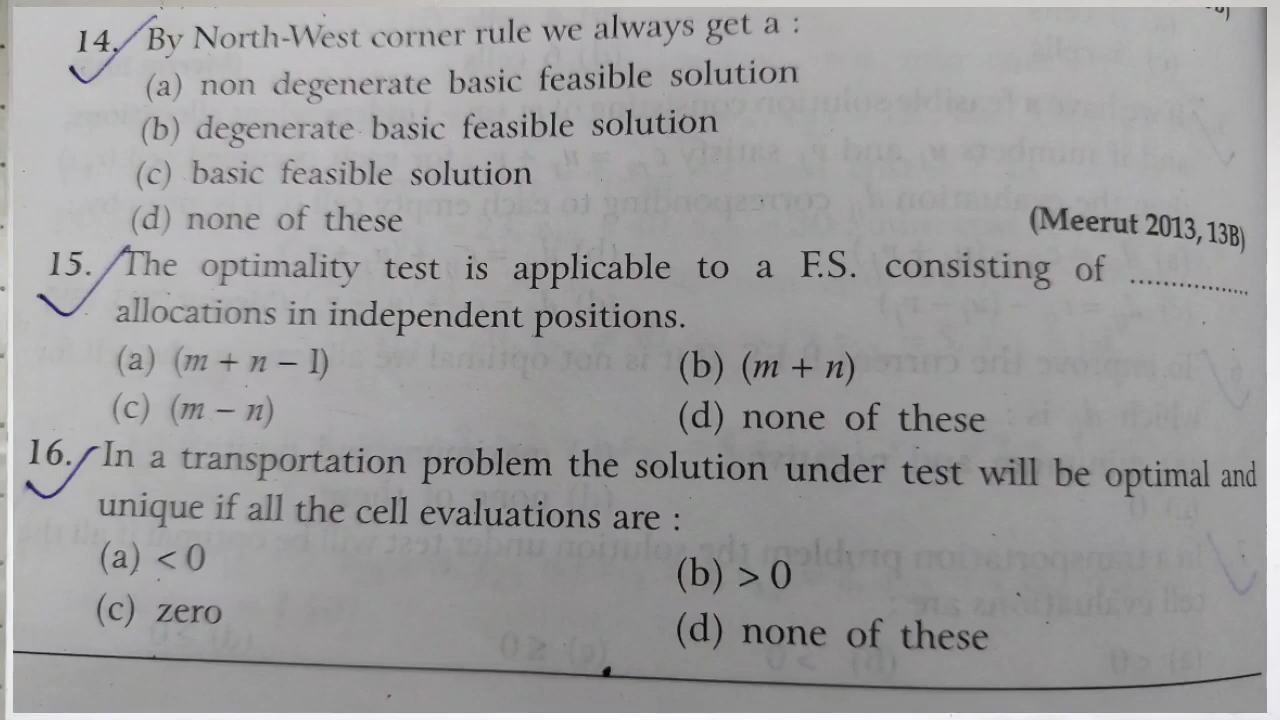 14. By North-West corner rule we always get a :
(a) non degenerate basic feasible solution
(b) degenerate basic feasible solution
(c) basic feasible solution
(d) none of these
(Meerut 2013, 13B)
15. The optimality test is applicable to a F.S. consisting of ................
allocations in independent positions.
(a) (m + n – 1) (b) (m + n)
(c) (m – n) (d) none of these
16. In a transportation problem the solution under test will be optimal and
unique if all the cell evaluations are :
(a) < 0 (b) > 0
(c) zero (d) none of these